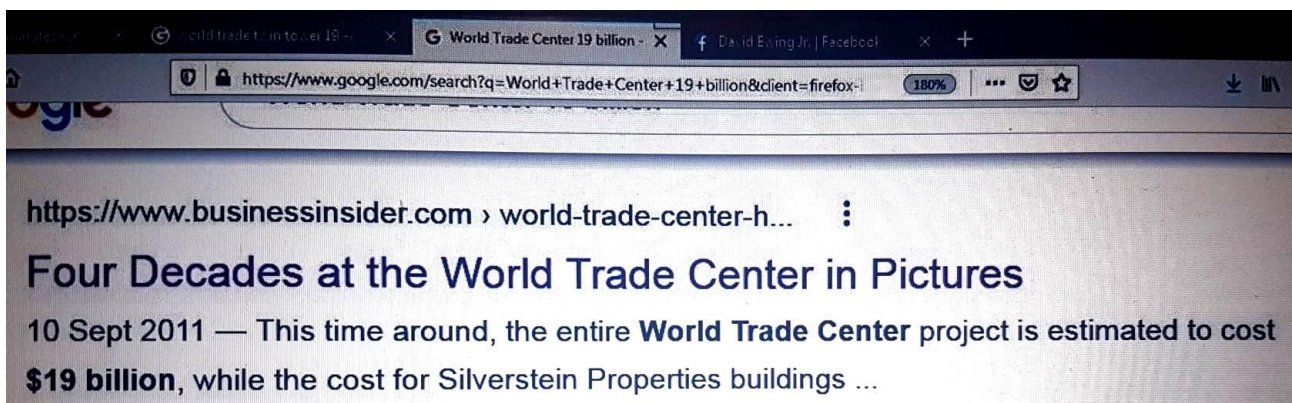 World Trade Center 19 billion -
David Ewing Jr. | Facebook
https://www.google.com/search?q=World+Trade+Center+19+billion&client=firefox-
180%
ogle
https://www.businessinsider.com › world-trade-center-h...
Four Decades at the World Trade Center in Pictures
10 Sept 2011 — This time around, the entire World Trade Center project is estimated to cost
$19 billion, while the cost for Silverstein Properties buildings ...